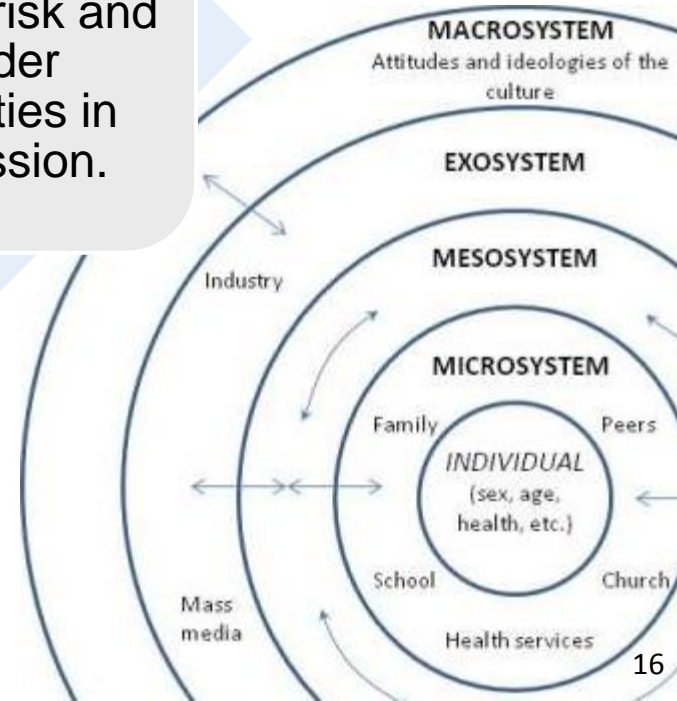 risk and
der
ties in
ssion.
MACROSYSTEM
Attitudes and ideologies of the
culture
EXOSYSTEM
Industry
MESOSYSTEM
MICROSYSTEM
Family
Peers
INDIVIDUAL
(sex, age,
health, etc.)
School
Church
Mass
media
Health services
16